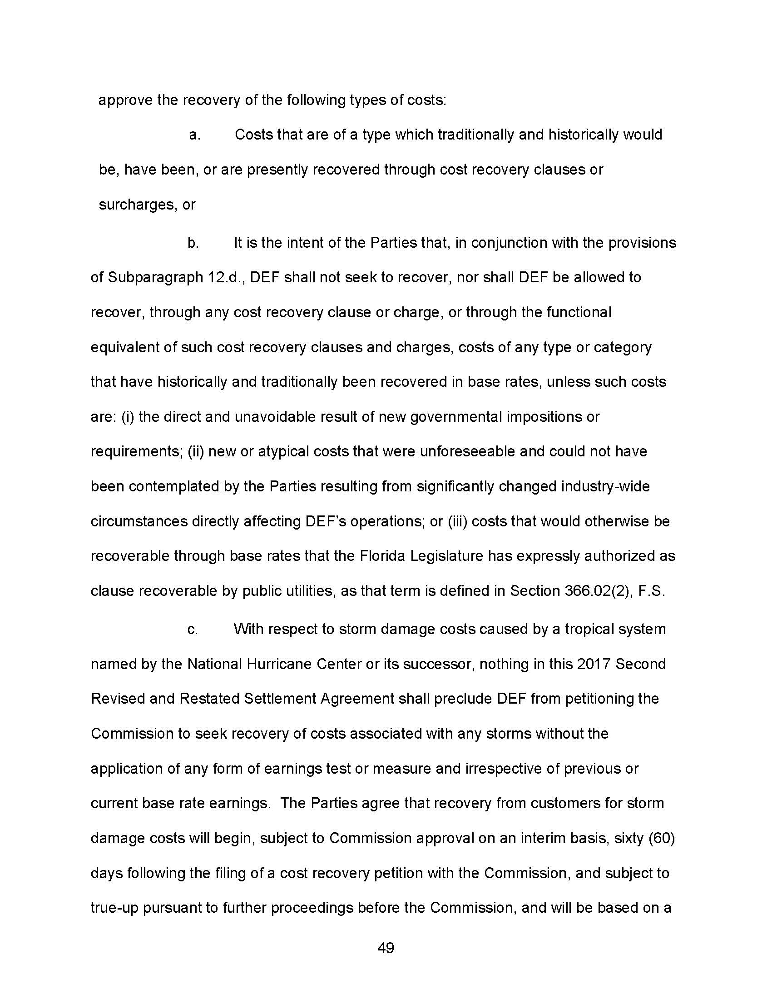 approve the recovery of the following types of costs:
a. Costs that are of a type which traditionally and historically would
be, have been, or are presently recovered through cost recovery clauses or
surcharges, or
b. It is the intent of the Parties that, in conjunction with the provisions
of Subparagraph 12.d., DEF shall not seek to recover, nor shall DEF be allowed to
recover, through any cost recovery clause or charge, or through the functional
equivalent of such cost recovery clauses and charges, costs of any type or category
that have historically and traditionally been recovered in base rates, unless such costs
are: (i) the direct and unavoidable result of new governmental impositions or
requirements; (ii) new or atypical costs that were unforeseeable and could not have
been contemplated by the Parties resulting from significantly changed industry-wide
circumstances directly affecting DEF’s operations; or (iii) costs that would otherwise be
recoverable through base rates that the Florida Legislature has expressly authorized as
clause recoverable by public utilities, as that term is defined in Section 366.02(2), F.S.
c. With respect to storm damage costs caused by a tropical system
named by the National Hurricane Center or its successor, nothing in this 2017 Second
Revised and Restated Settlement Agreement shall preclude DEF from petitioning the
Commission to seek recovery of costs associated with any storms without the
application of any form of earnings test or measure and irrespective of previous or
current base rate earnings.  The Parties agree that recovery from customers for storm
damage costs will begin, subject to Commission approval on an interim basis, sixty (60)
days following the filing of a cost recovery petition with the Commission, and subject to
true-up pursuant to further proceedings before the Commission, and will be based on a
49